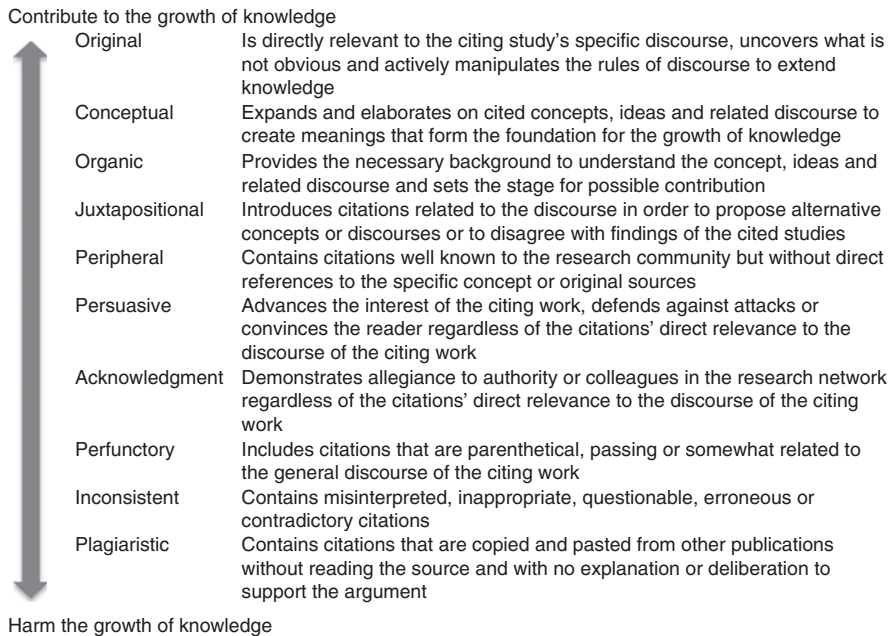 Contribute to the growth of knowledge
Original Is directly relevant to the citing study's specific discourse, uncovers what is
not obvious and actively manipulates the rules of discourse to extend
knowledge
Conceptual Expands and elaborates on cited concepts, ideas and related discourse to
create meanings that form the foundation for the growth of knowledge
Organic Provides the necessary background to understand the concept, ideas and
related discourse and sets the stage for possible contribution
Juxtapositional Introduces citations related to the discourse in order to propose alternative
concepts or discourses or to disagree with findings of the cited studies
Peripheral Contains citations well known to the research community but without direct
references to the specific concept or original sources
Persuasive Advances the interest of the citing work, defends against attacks or
convinces the reader regardless of the citations' direct relevance to the
discourse of the citing work
Acknowledgment Demonstrates allegiance to authority or colleagues in the research network
regardless of the citations' direct relevance to the discourse of the citing
work
Perfunctory Includes citations that are parenthetical, passing or somewhat related to
the general discourse of the citing work
Inconsistent Contains misinterpreted, inappropriate, questionable, erroneous or
contradictory citations
Plagiaristic Contains citations that are copied and pasted from other publications
without reading the source and with no explanation or deliberation to
support the argument
Harm the growth of knowledge